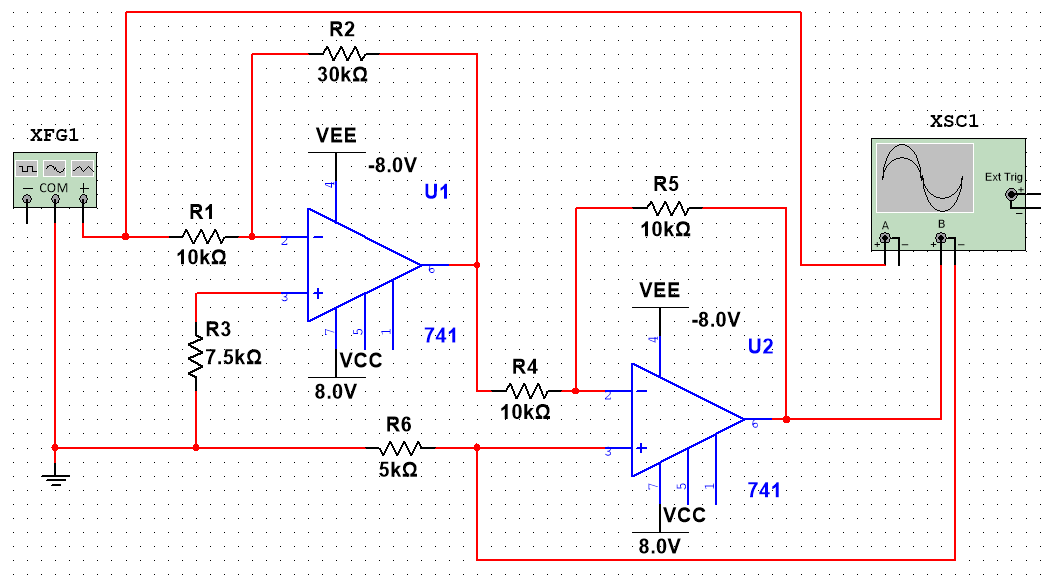 R2
30kΩ
XFG1
COM
+
VEE
-8.0V
4
U1
R1
10kΩ
2
−
6
3
+
R3
7.5kΩ
7
5
1
741
VCC
8.0V
XSC1
Ext Trig
+
−
A
B
+
−
+
−
R5
10kΩ
VEE
-8.0V
4
U2
R4
10kΩ
2
−
6
R6
5kΩ
3
+
7
5
1
741
VCC
8.0V